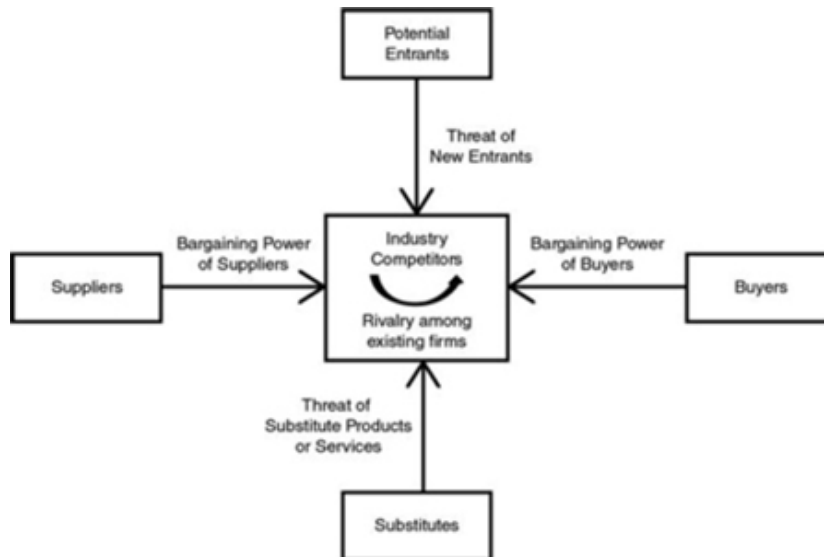 Potential
Entrants
Threat of
New Entrants
Bargaining Power
of Suppliers
Industry
Competitors
Bargaining Power
of Buyers
Suppliers
Buyers
Rivalry among
existing firms
Threat of
Substitute Products
or Services
Substitutes